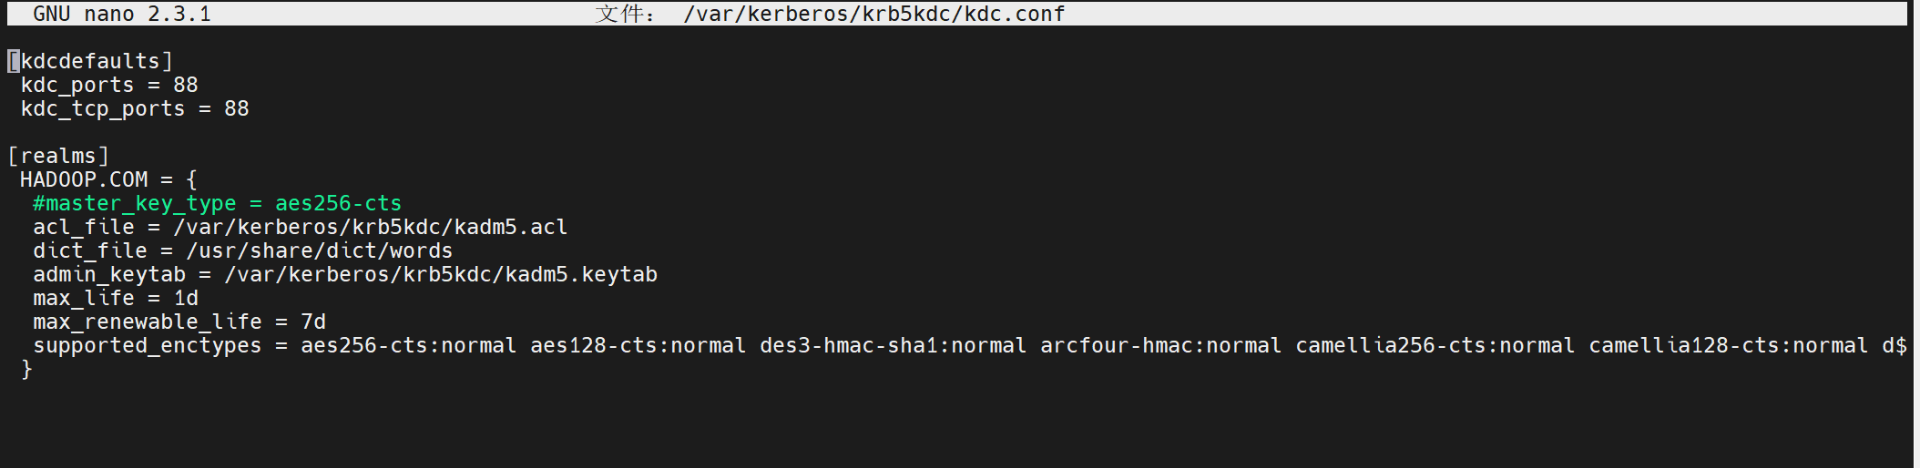 GNU nano 2.3.1 文件： /var/kerberos/krb5kdc/kdc.conf
[kdcdefaults]
kdc_ports = 88
kdc_tcp_ports = 88
[realms]
HADOOP.COM = {
#master_key_type = aes256-cts
acl_file = /var/kerberos/krb5kdc/kadm5.acl
dict_file = /usr/share/dict/words
admin_keytab = /var/kerberos/krb5kdc/kadm5.keytab
max_life = 1d
max_renewable_life = 7d
supported_enctypes = aes256-cts:normal aes128-cts:normal des3-hmac-sha1:normal arcfour-hmac:normal camellia256-cts:normal camellia128-cts:normal d$
}